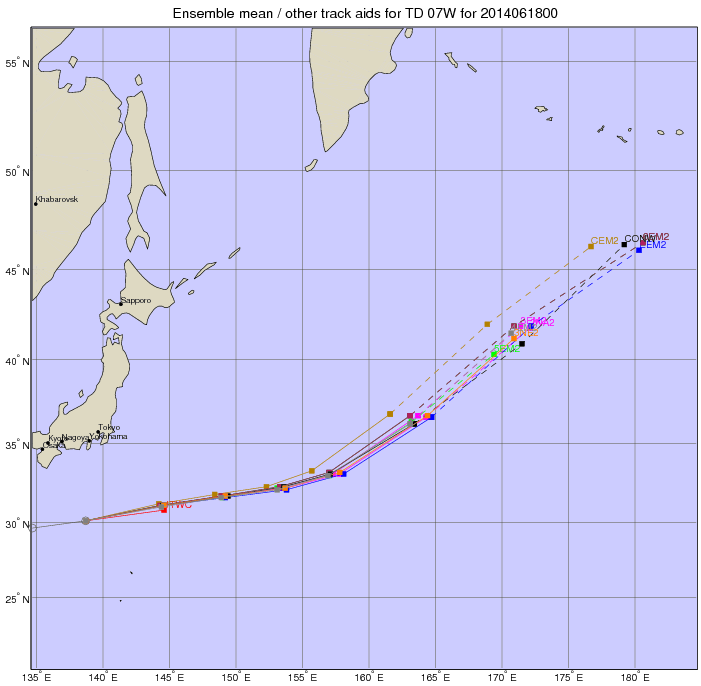 Ensemble mean / other track aids for TD 07W for 2014061800
55° N
50° N
Khabarovsk
CEM2
CONW
EEM2
45° N
Sapporo
40° N
Tokyo
Kyoto
Nagoya
Yokohama
Osaka
35° N
JTWC
30° N
25° N
135° E
140° E
145° E
150° E
155° E
160° E
165° E
170° E
175° E
180° E